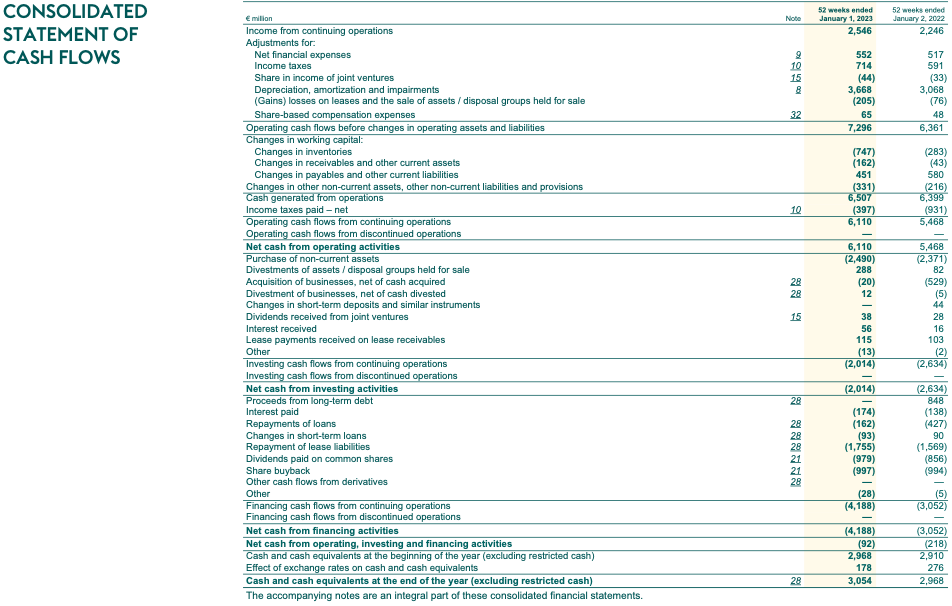 CONSOLIDATED
STATEMENT OF
CASH FLOWS
€ million Note 52 weeks ended January 1, 2023 52 weeks ended January 2, 2022
Income from continuing operations 2,546 2,246
Adjustments for:
Net financial expenses 9 552 517
Income taxes 10 714 591
Share in income of joint ventures 15 (44) (33)
Depreciation, amortization and impairments 8 3,668 3,068
(Gains) losses on leases and the sale of assets / disposal groups held for sale (205) (76)
Share-based compensation expenses 32 65 48
Operating cash flows before changes in operating assets and liabilities 7,296 6,361
Changes in working capital:
Changes in inventories (747) (283)
Changes in receivables and other current assets (162) (43)
Changes in payables and other current liabilities 451 580
Changes in other non-current assets, other non-current liabilities and provisions (331) (216)
Cash generated from operations 6,507 6,399
Income taxes paid – net 10 (397) (931)
Operating cash flows from continuing operations 6,110 5,468
Operating cash flows from discontinued operations — —
Net cash from operating activities 6,110 5,468
Purchase of non-current assets (2,490) (2,371)
Divestments of assets / disposal groups held for sale 288 82
Acquisition of businesses, net of cash acquired 28 (20) (529)
Divestment of businesses, net of cash divested 28 12 (5)
Changes in short-term deposits and similar instruments — 44
Dividends received from joint ventures 15 38 28
Interest received 56 16
Lease payments received on lease receivables 115 103
Other (13) (2)
Investing cash flows from continuing operations (2,014) (2,634)
Investing cash flows from discontinued operations — —
Net cash from investing activities (2,014) (2,634)
Proceeds from long-term debt 28 — 848
Interest paid (174) (138)
Repayments of loans 28 (162) (427)
Changes in short-term loans 28 (93) 90
Repayment of lease liabilities 28 (1,755) (1,569)
Dividends paid on common shares 21 (979) (856)
Share buyback 21 (997) (994)
Other cash flows from derivatives 28 — —
Other (28) (5)
Financing cash flows from continuing operations (4,188) (3,052)
Financing cash flows from discontinued operations — —
Net cash from financing activities (4,188) (3,052)
Net cash from operating, investing and financing activities (92) (218)
Cash and cash equivalents at the beginning of the year (excluding restricted cash) 2,968 2,910
Effect of exchange rates on cash and cash equivalents 178 276
Cash and cash equivalents at the end of the year (excluding restricted cash) 28 3,054 2,968
The accompanying notes are an integral part of these consolidated financial statements.